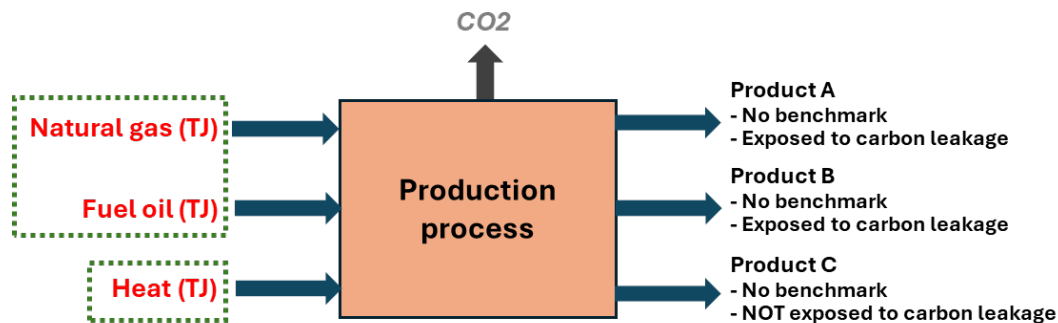 CO2
Natural gas (TJ)
Fuel oil (TJ)
Heat (TJ)
Production
process
Product A
- No benchmark
- Exposed to carbon leakage
Product B
- No benchmark
- Exposed to carbon leakage
Product C
- No benchmark
- NOT exposed to carbon leakage